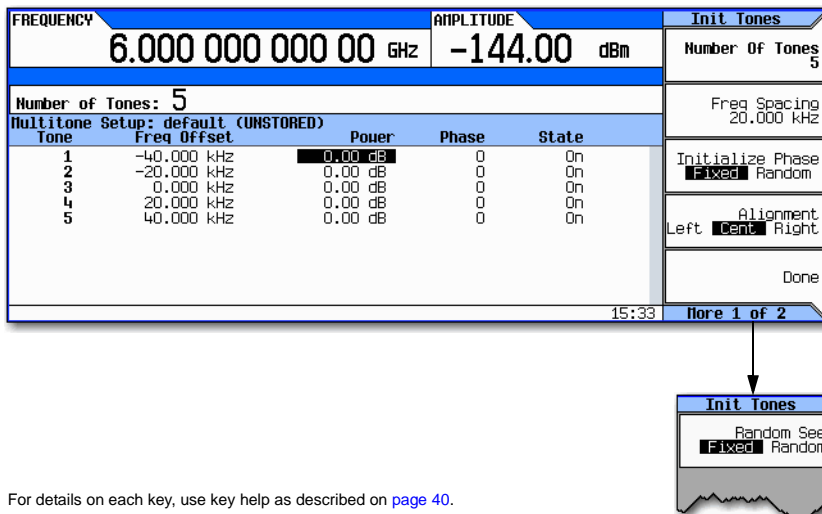 FREQUENCY
AMPLITUDE
6.000 000 000 00 GHz
-144.00 dBm
Number of Tones: 5
Multitone Setup: default (UNSTORED)
Tone Freq Offset Power Phase State
1 -40.000 kHz 0.00 dB 0 On
2 -20.000 kHz 0.00 dB 0 On
3 0.000 kHz 0.00 dB 0 On
4 20.000 kHz 0.00 dB 0 On
5 40.000 kHz 0.00 dB 0 On
15:33
Init Tones
Number Of Tones
5
Freq Spacing
20.000 kHz
Initialize Phase
Fixed Random
Alignment
Left Cent Right
Done
More 1 of 2
Init Tones
Random See
Fixed Random
For details on each key, use key help as described on page 40.